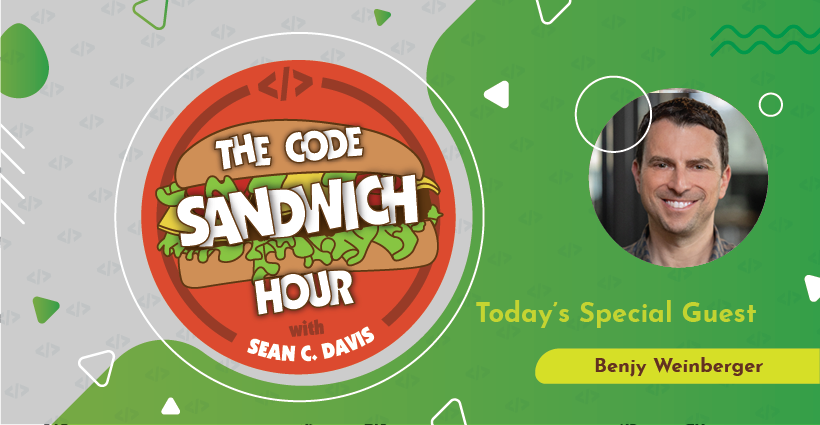 </>
THE CODE
SANDWICH
HOUR
with
SEAN C. DAVIS
Today's Special Guest
Benjy Weinberger